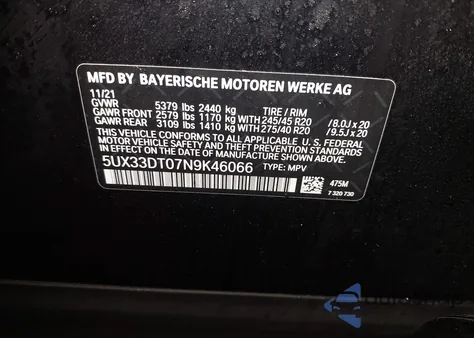 MFD BY BAYERISCHE MOTOREN WERKE AG
11/21
GVWR 5379 lbs 2440 kg TIRE / RIM
GAWR FRONT 2579 lbs 1170 kg WITH 245/45 R20 /8.0J x 20
GAWR REAR 3109 lbs 1410 kg WITH 275/40 R20 /9.5J x 20
THIS VEHICLE CONFORMS TO ALL APPLICABLE U.S. FEDERAL
MOTOR VEHICLE SAFETY STANDARDS IN EFFECT ON
THE DATE OF MANUFACTURE SHOWN ABOVE.
5UX33DT07N9K46066 TYPE: MPV
475M
7 320 730